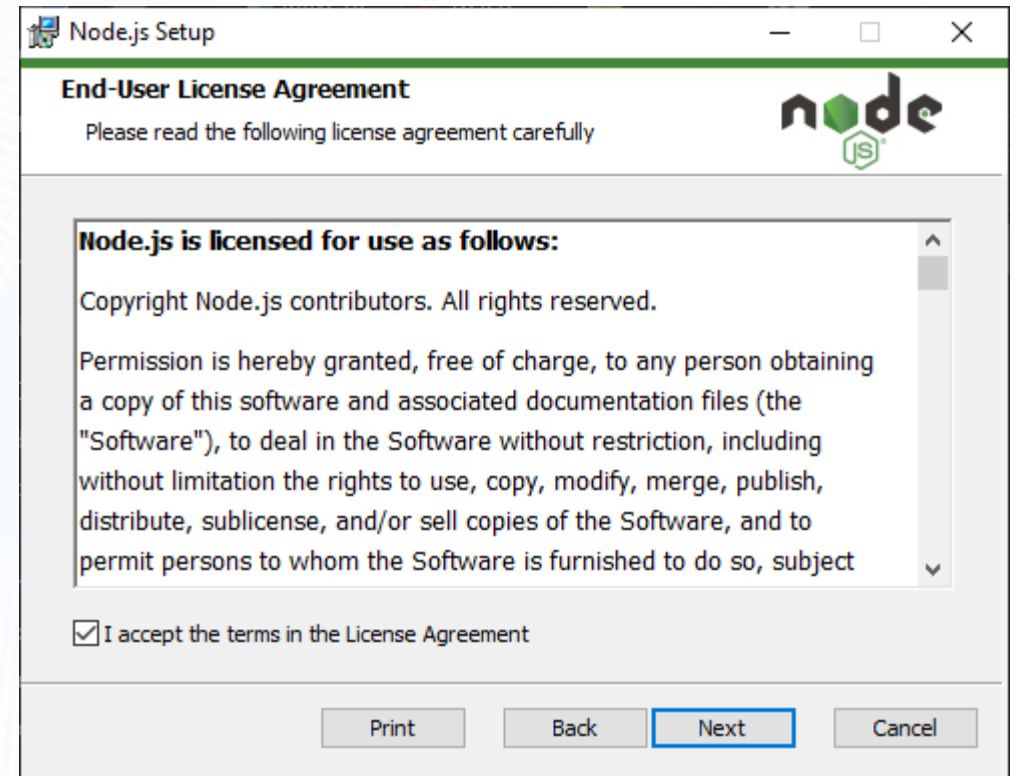 Node.js Setup
End-User License Agreement
Please read the following license agreement carefully
node
JS
Node.js is licensed for use as follows:
Copyright Node.js contributors. All rights reserved.
Permission is hereby granted, free of charge, to any person obtaining
a copy of this software and associated documentation files (the
"Software"), to deal in the Software without restriction, including
without limitation the rights to use, copy, modify, merge, publish,
distribute, sublicense, and/or sell copies of the Software, and to
permit persons to whom the Software is furnished to do so, subject
I accept the terms in the License Agreement
Print Back Next Cancel